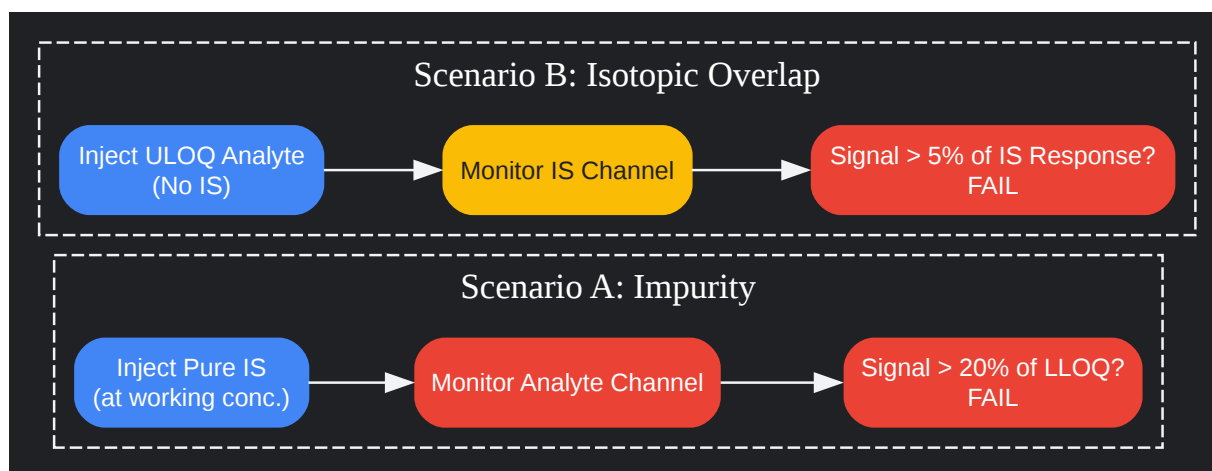 Scenario B: Isotopic Overlap
Inject ULOQ Analyte
(No IS)
Monitor IS Channel
Signal > 5% of IS Response?
FAIL
Scenario A: Impurity
Inject Pure IS
(at working conc.)
Monitor Analyte Channel
Signal > 20% of LLOQ?
FAIL